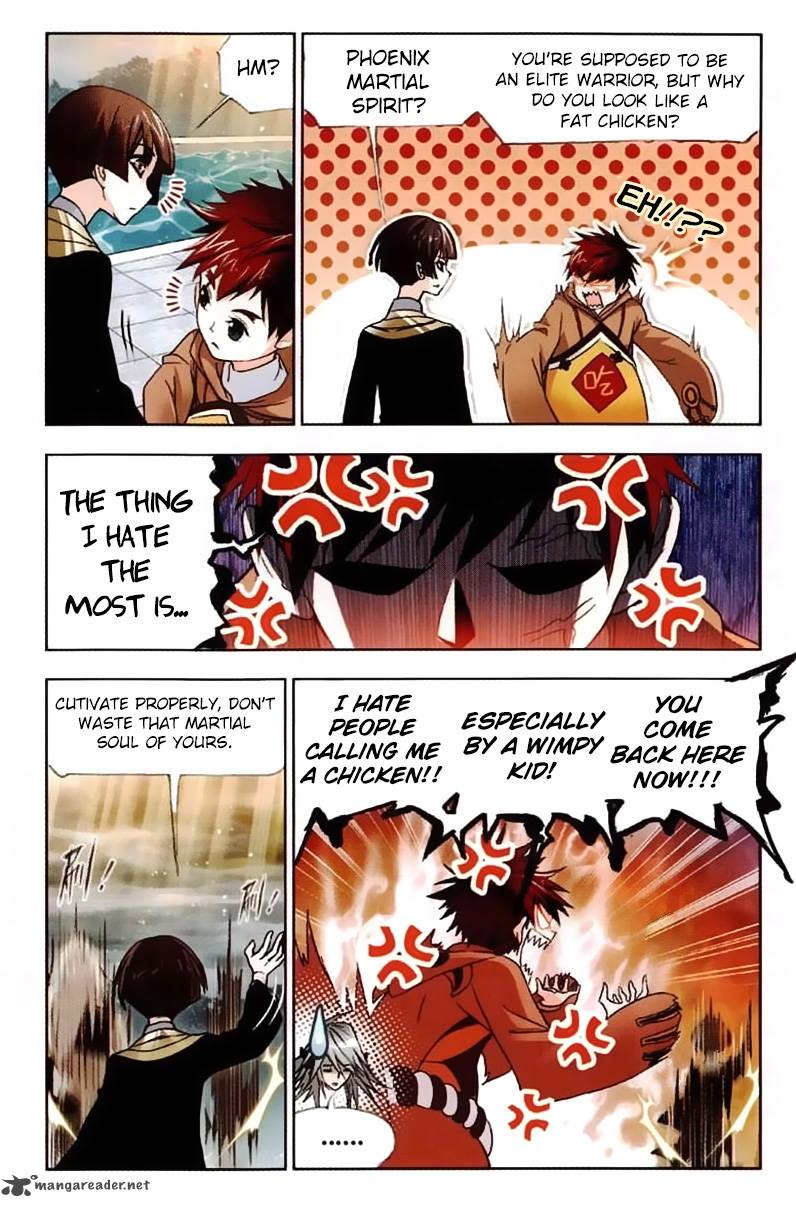 HM?
PHOENIX
MARTIAL
SPIRIT?
YOU'RE SUPPOSED TO BE
AN ELITE WARRIOR, BUT WHY
DO YOU LOOK LIKE A
FAT CHICKEN?
EH!!??
吃
THE THING
I HATE
THE
MOST IS...
CUTIVATE PROPERLY, DON'T
WASTE THAT MARTIAL
SOUL OF YOURS.
I HATE
PEOPLE
CALLING ME
A CHICKEN!!
ESPECIALLY
BY A WIMPY
KID!
YOU
COME
BACK HERE
NOW!!!
......
mangareader.net